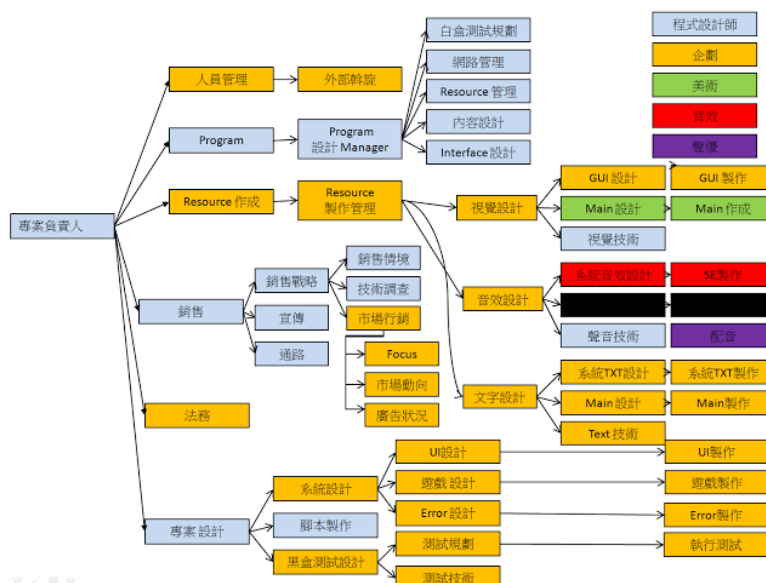 專案負責人
人員管理
外部斡旋
Program
Program
設計 Manager
白盒測試規劃
網路管理
Resource 管理
內容設計
Interface 設計
Resource 作成
Resource
製作管理
視覺設計
GUI 設計
GUI 製作
Main 設計
Main 作成
視覺技術
音效設計
系統音效設計
SE製作
聲音技術
配音
文字設計
系統TXT設計
系統TXT製作
Main 設計
Main製作
Text 技術
銷售
銷售戰略
銷售情境
技術調查
市場行銷
Focus
市場動向
廣告狀況
宣傳
通路
法務
專案 設計
系統設計
UI設計
UI製作
遊戲 設計
遊戲製作
Error 設計
Error製作
腳本製作
黑盒測試設計
測試規劃
執行測試
測試技術
程式設計師
企劃
美術
音效
聲優